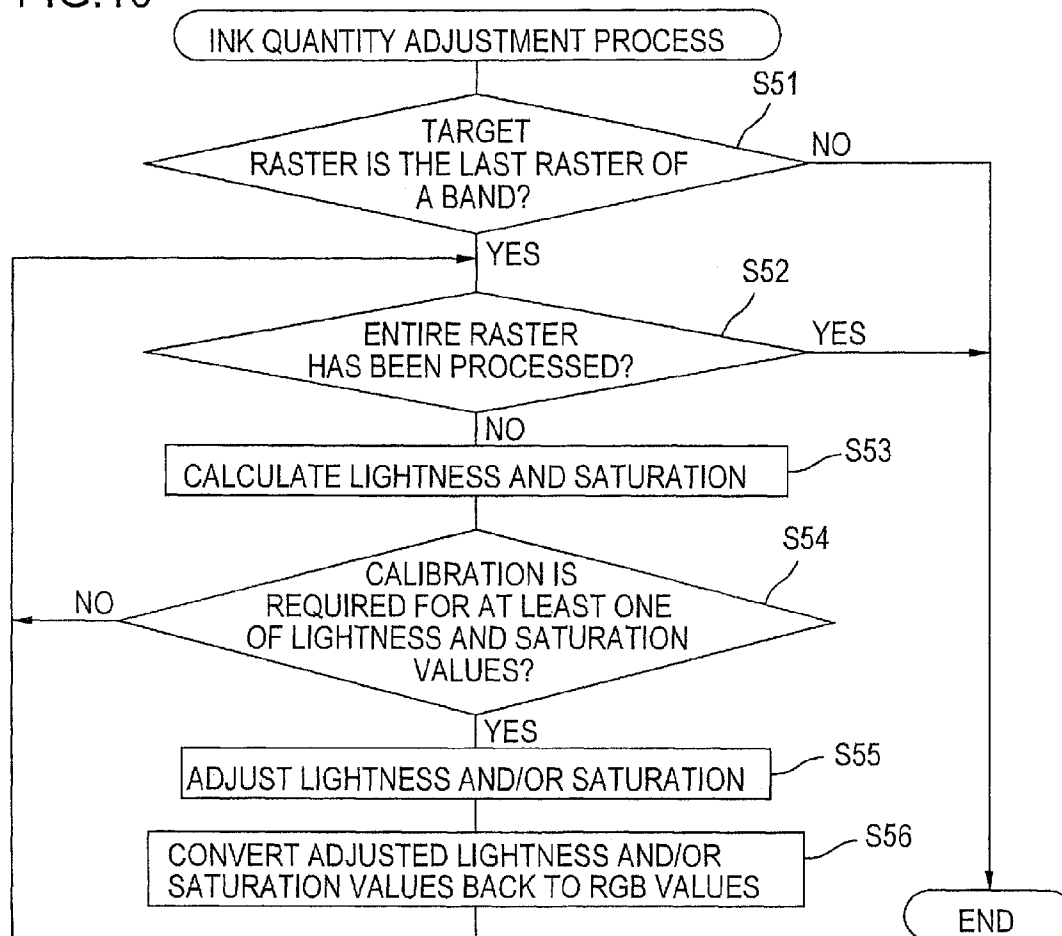 INK QUANTITY ADJUSTMENT PROCESS
S51
TARGET
RASTER IS THE LAST RASTER OF
A BAND?
NO
YES
S52
ENTIRE RASTER
HAS BEEN PROCESSED?
YES
NO
S53
CALCULATE LIGHTNESS AND SATURATION
S54
CALIBRATION IS
REQUIRED FOR AT LEAST ONE
OF LIGHTNESS AND SATURATION
VALUES?
NO
YES
S55
ADJUST LIGHTNESS AND/OR SATURATION
S56
CONVERT ADJUSTED LIGHTNESS AND/OR
SATURATION VALUES BACK TO RGB VALUES
END